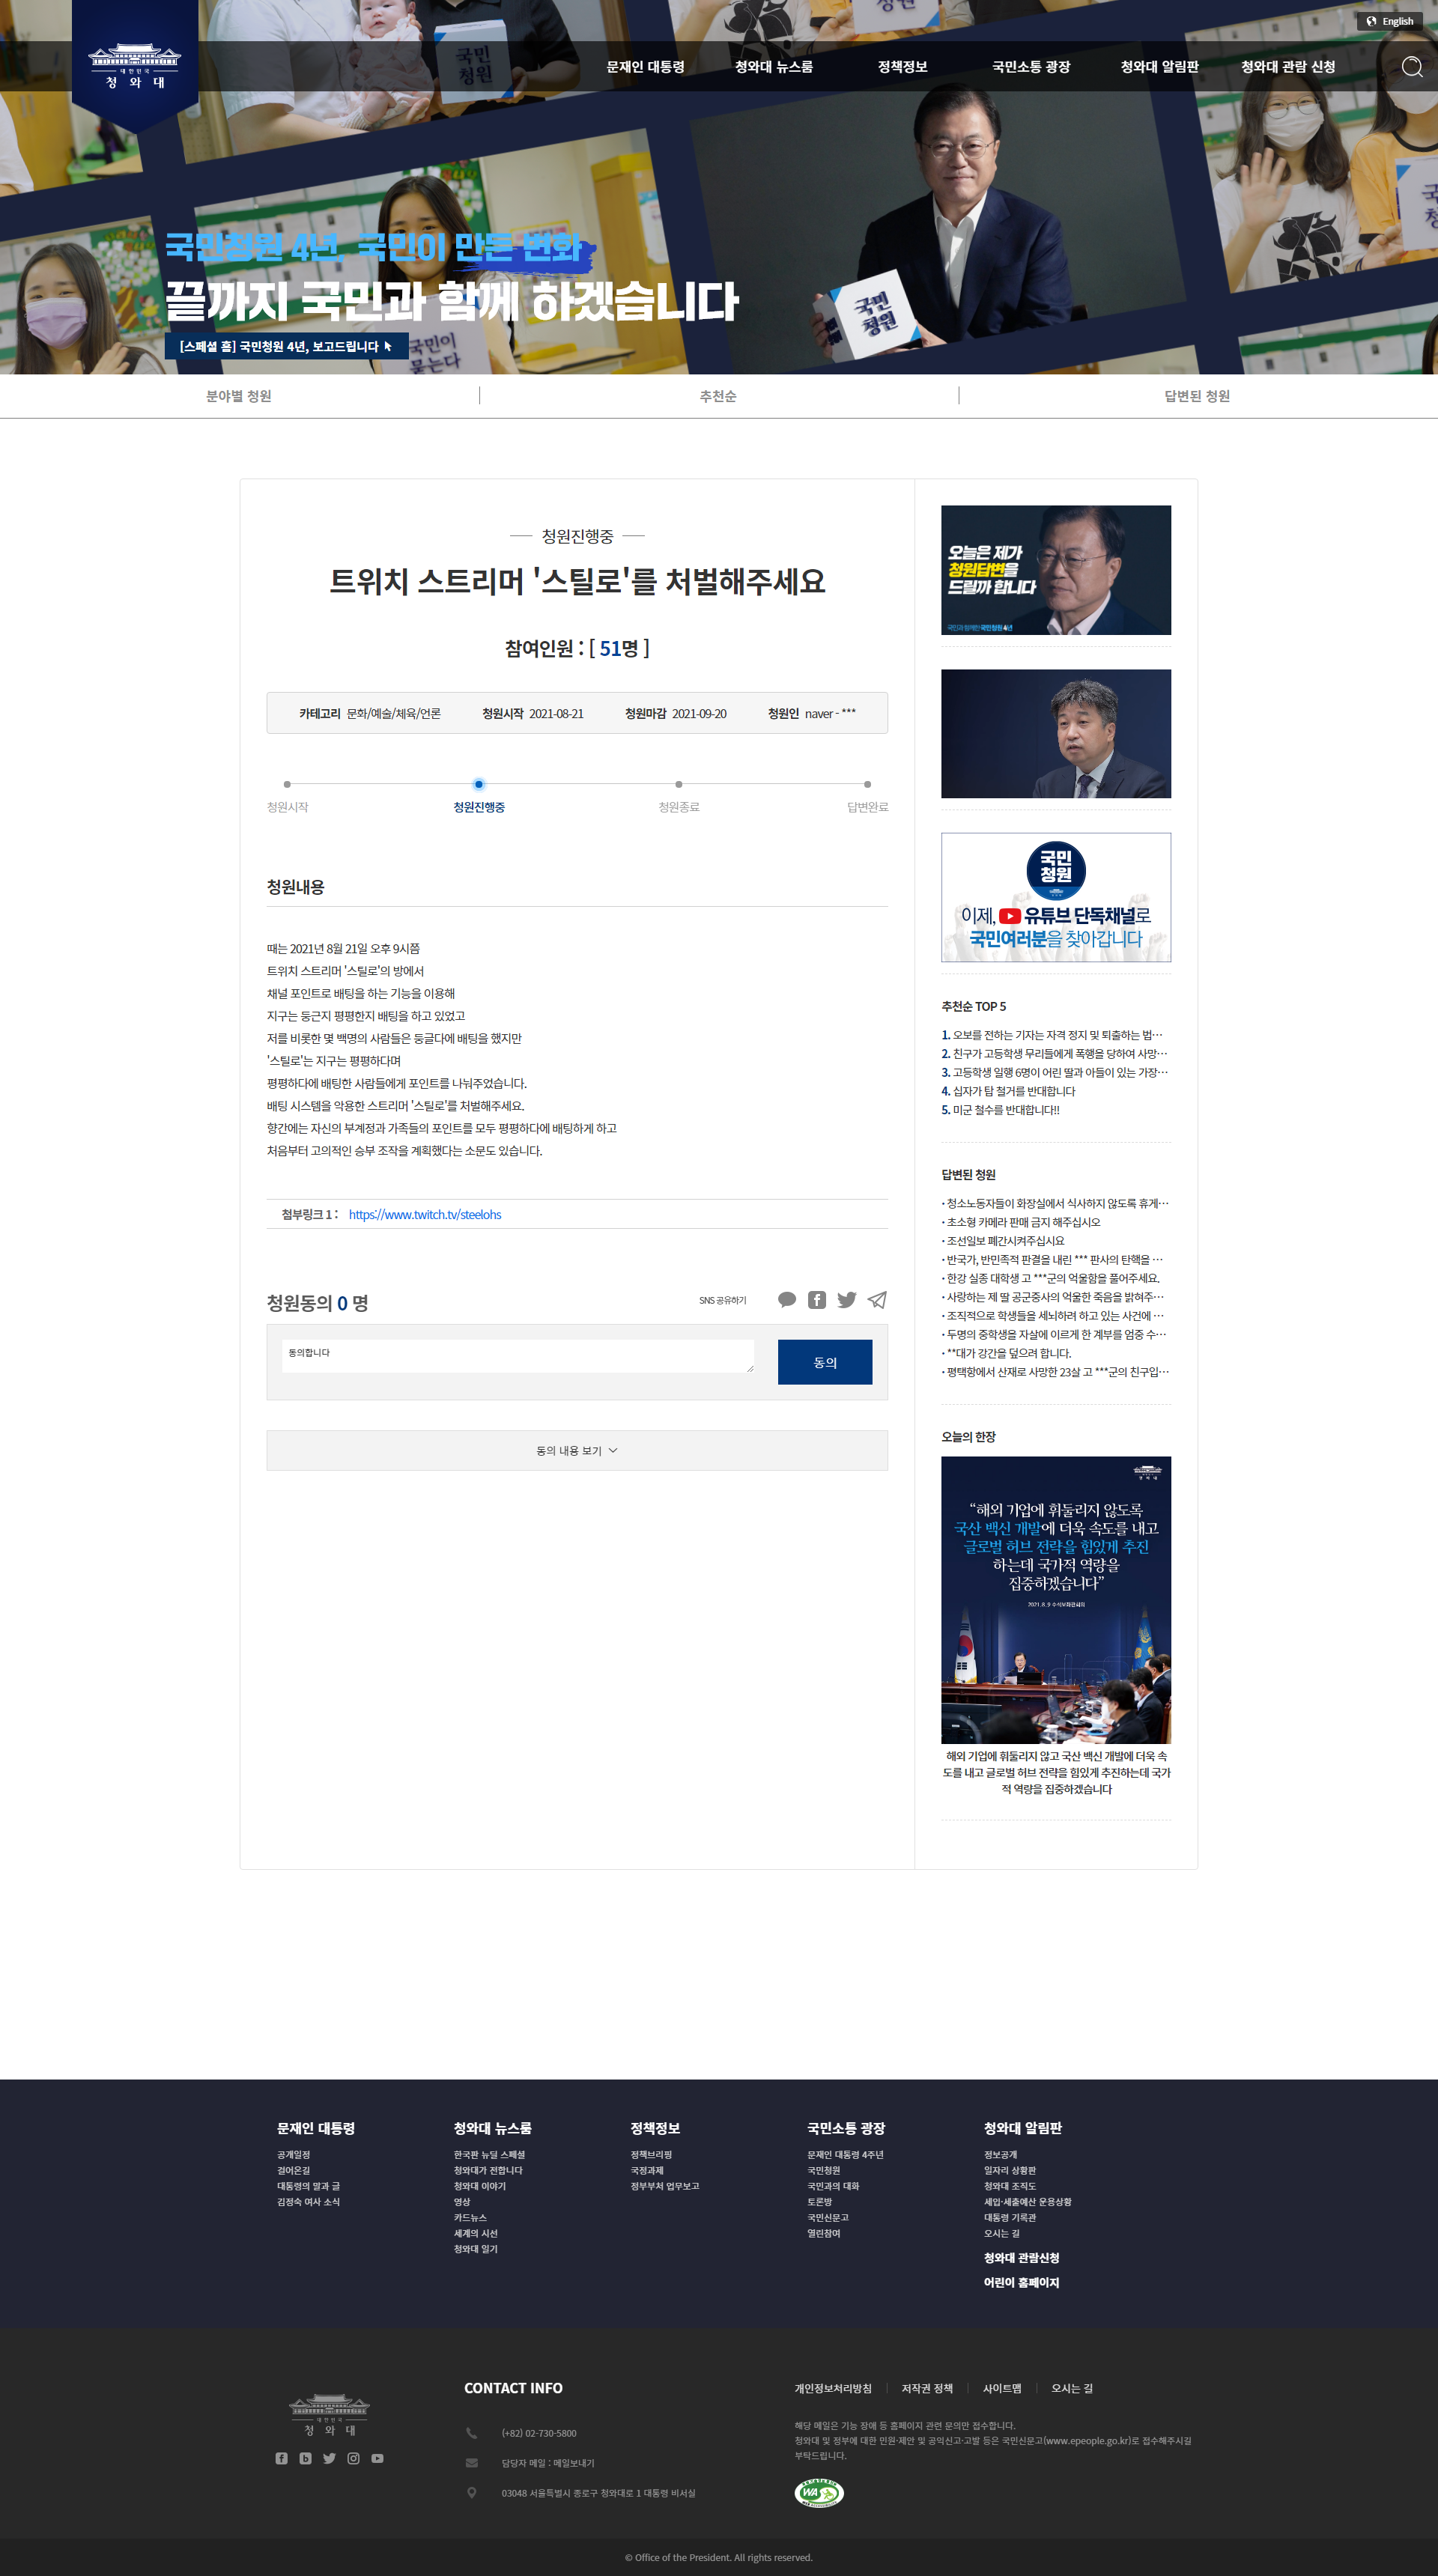 English
대한민국
청와대
문재인 대통령
청와대 뉴스룸
정책정보
국민소통 광장
청와대 알림판
청와대 관람 신청
국민
청원
국민청원 4년, 국민이 만든 변화
끝까지 국민과 함께 하겠습니다
[스페셜 홈] 국민청원 4년, 보고드립니다
국민
청원
분야별 청원
추천순
답변된 청원
청원진행중
트위치 스트리머 '스틸로'를 처벌해주세요
참여인원 : [ 51명 ]
카테고리 문화/예술/체육/언론
청원시작 2021-08-21
청원마감 2021-09-20
청원인 naver - ***
청원시작
청원진행중
청원종료
답변완료
청원내용
때는 2021년 8월 21일 오후 9시쯤
트위치 스트리머 '스틸로'의 방에서
채널 포인트로 배팅을 하는 기능을 이용해
지구는 둥근지 평평한지 배팅을 하고 있었고
저를 비롯한 몇 백명의 사람들은 둥글다에 배팅을 했지만
'스틸로'는 지구는 평평하다며
평평하다에 배팅한 사람들에게 포인트를 나눠주었습니다.
배팅 시스템을 악용한 스트리머 '스틸로'를 처벌해주세요.
향간에는 자신의 부계정과 가족들의 포인트를 모두 평평하다에 배팅하게 하고
처음부터 고의적인 승부 조작을 계획했다는 소문도 있습니다.
첨부링크 1 : https://www.twitch.tv/steelohs
청원동의 0 명
SNS 공유하기
동의합니다
동의
동의 내용 보기
오늘은 제가
청원답변을
드릴까 합니다
국민과 함께한 국민청원 4년
국민
청원
이제, 유튜브 단독채널로
국민여러분을 찾아갑니다
추천순 TOP 5
1. 오보를 전하는 기자는 자격 정지 및 퇴출하는 법…
2. 친구가 고등학생 무리들에게 폭행을 당하여 사망…
3. 고등학생 일행 6명이 어린 딸과 아들이 있는 가장…
4. 십자가 탑 철거를 반대합니다
5. 미군 철수를 반대합니다!!
답변된 청원
· 청소노동자들이 화장실에서 식사하지 않도록 휴게…
· 초소형 카메라 판매 금지 해주십시오
· 조선일보 폐간시켜주십시요
· 반국가, 반민족적 판결을 내린 *** 판사의 탄핵을 …
· 한강 실종 대학생 고 ***군의 억울함을 풀어주세요.
· 사랑하는 제 딸 공군중사의 억울한 죽음을 밝혀주…
· 조직적으로 학생들을 세뇌하려 하고 있는 사건에 …
· 두명의 중학생을 자살에 이르게 한 계부를 엄중 수…
· **대가 강간을 덮으려 합니다.
· 평택항에서 산재로 사망한 23살 고 ***군의 친구입…
오늘의 한장
“해외 기업에 휘둘리지 않도록
국산 백신 개발에 더욱 속도를 내고
글로벌 허브 전략을 힘있게 추진
하는데 국가적 역량을
집중하겠습니다”
2021.8.9 수석보좌관회의
해외 기업에 휘둘리지 않고 국산 백신 개발에 더욱 속
도를 내고 글로벌 허브 전략을 힘있게 추진하는데 국가
적 역량을 집중하겠습니다
문재인 대통령
공개일정
걸어온길
대통령의 말과 글
김정숙 여사 소식
청와대 뉴스룸
한국판 뉴딜 스페셜
청와대가 전합니다
청와대 이야기
영상
카드뉴스
세계의 시선
청와대 일기
정책정보
정책브리핑
국정과제
정부부처 업무보고
국민소통 광장
문재인 대통령 4주년
국민청원
국민과의 대화
토론방
국민신문고
열린참여
청와대 알림판
정보공개
일자리 상황판
청와대 조직도
세입·세출예산 운용상황
대통령 기록관
오시는 길
청와대 관람신청
어린이 홈페이지
대한민국
청와대
CONTACT INFO
(+82) 02-730-5800
담당자 메일 : 메일보내기
03048 서울특별시 종로구 청와대로 1 대통령 비서실
개인정보처리방침
저작권 정책
사이트맵
오시는 길
해당 메일은 기능 장애 등 홈페이지 관련 문의만 접수합니다.
청와대 및 정부에 대한 민원·제안 및 공익신고·고발 등은 국민신문고(www.epeople.go.kr)로 접수해주시길
부탁드립니다.
WA
© Office of the President. All rights reserved.